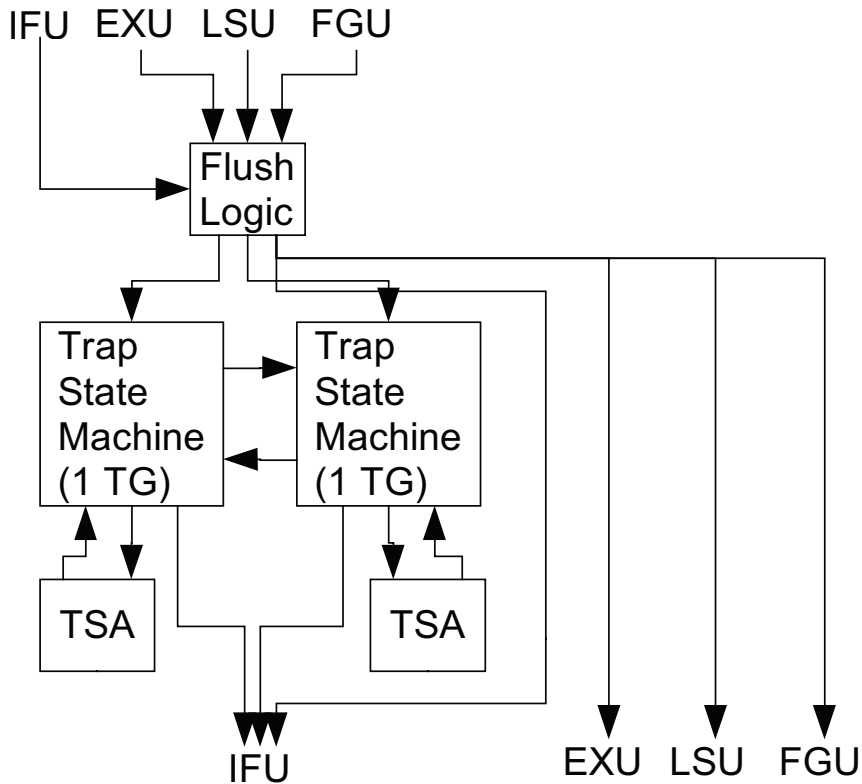 IFU EXU LSU FGU
Flush
Logic
Trap
State
Machine
(1 TG)
Trap
State
Machine
(1 TG)
TSA
TSA
IFU
EXU LSU FGU